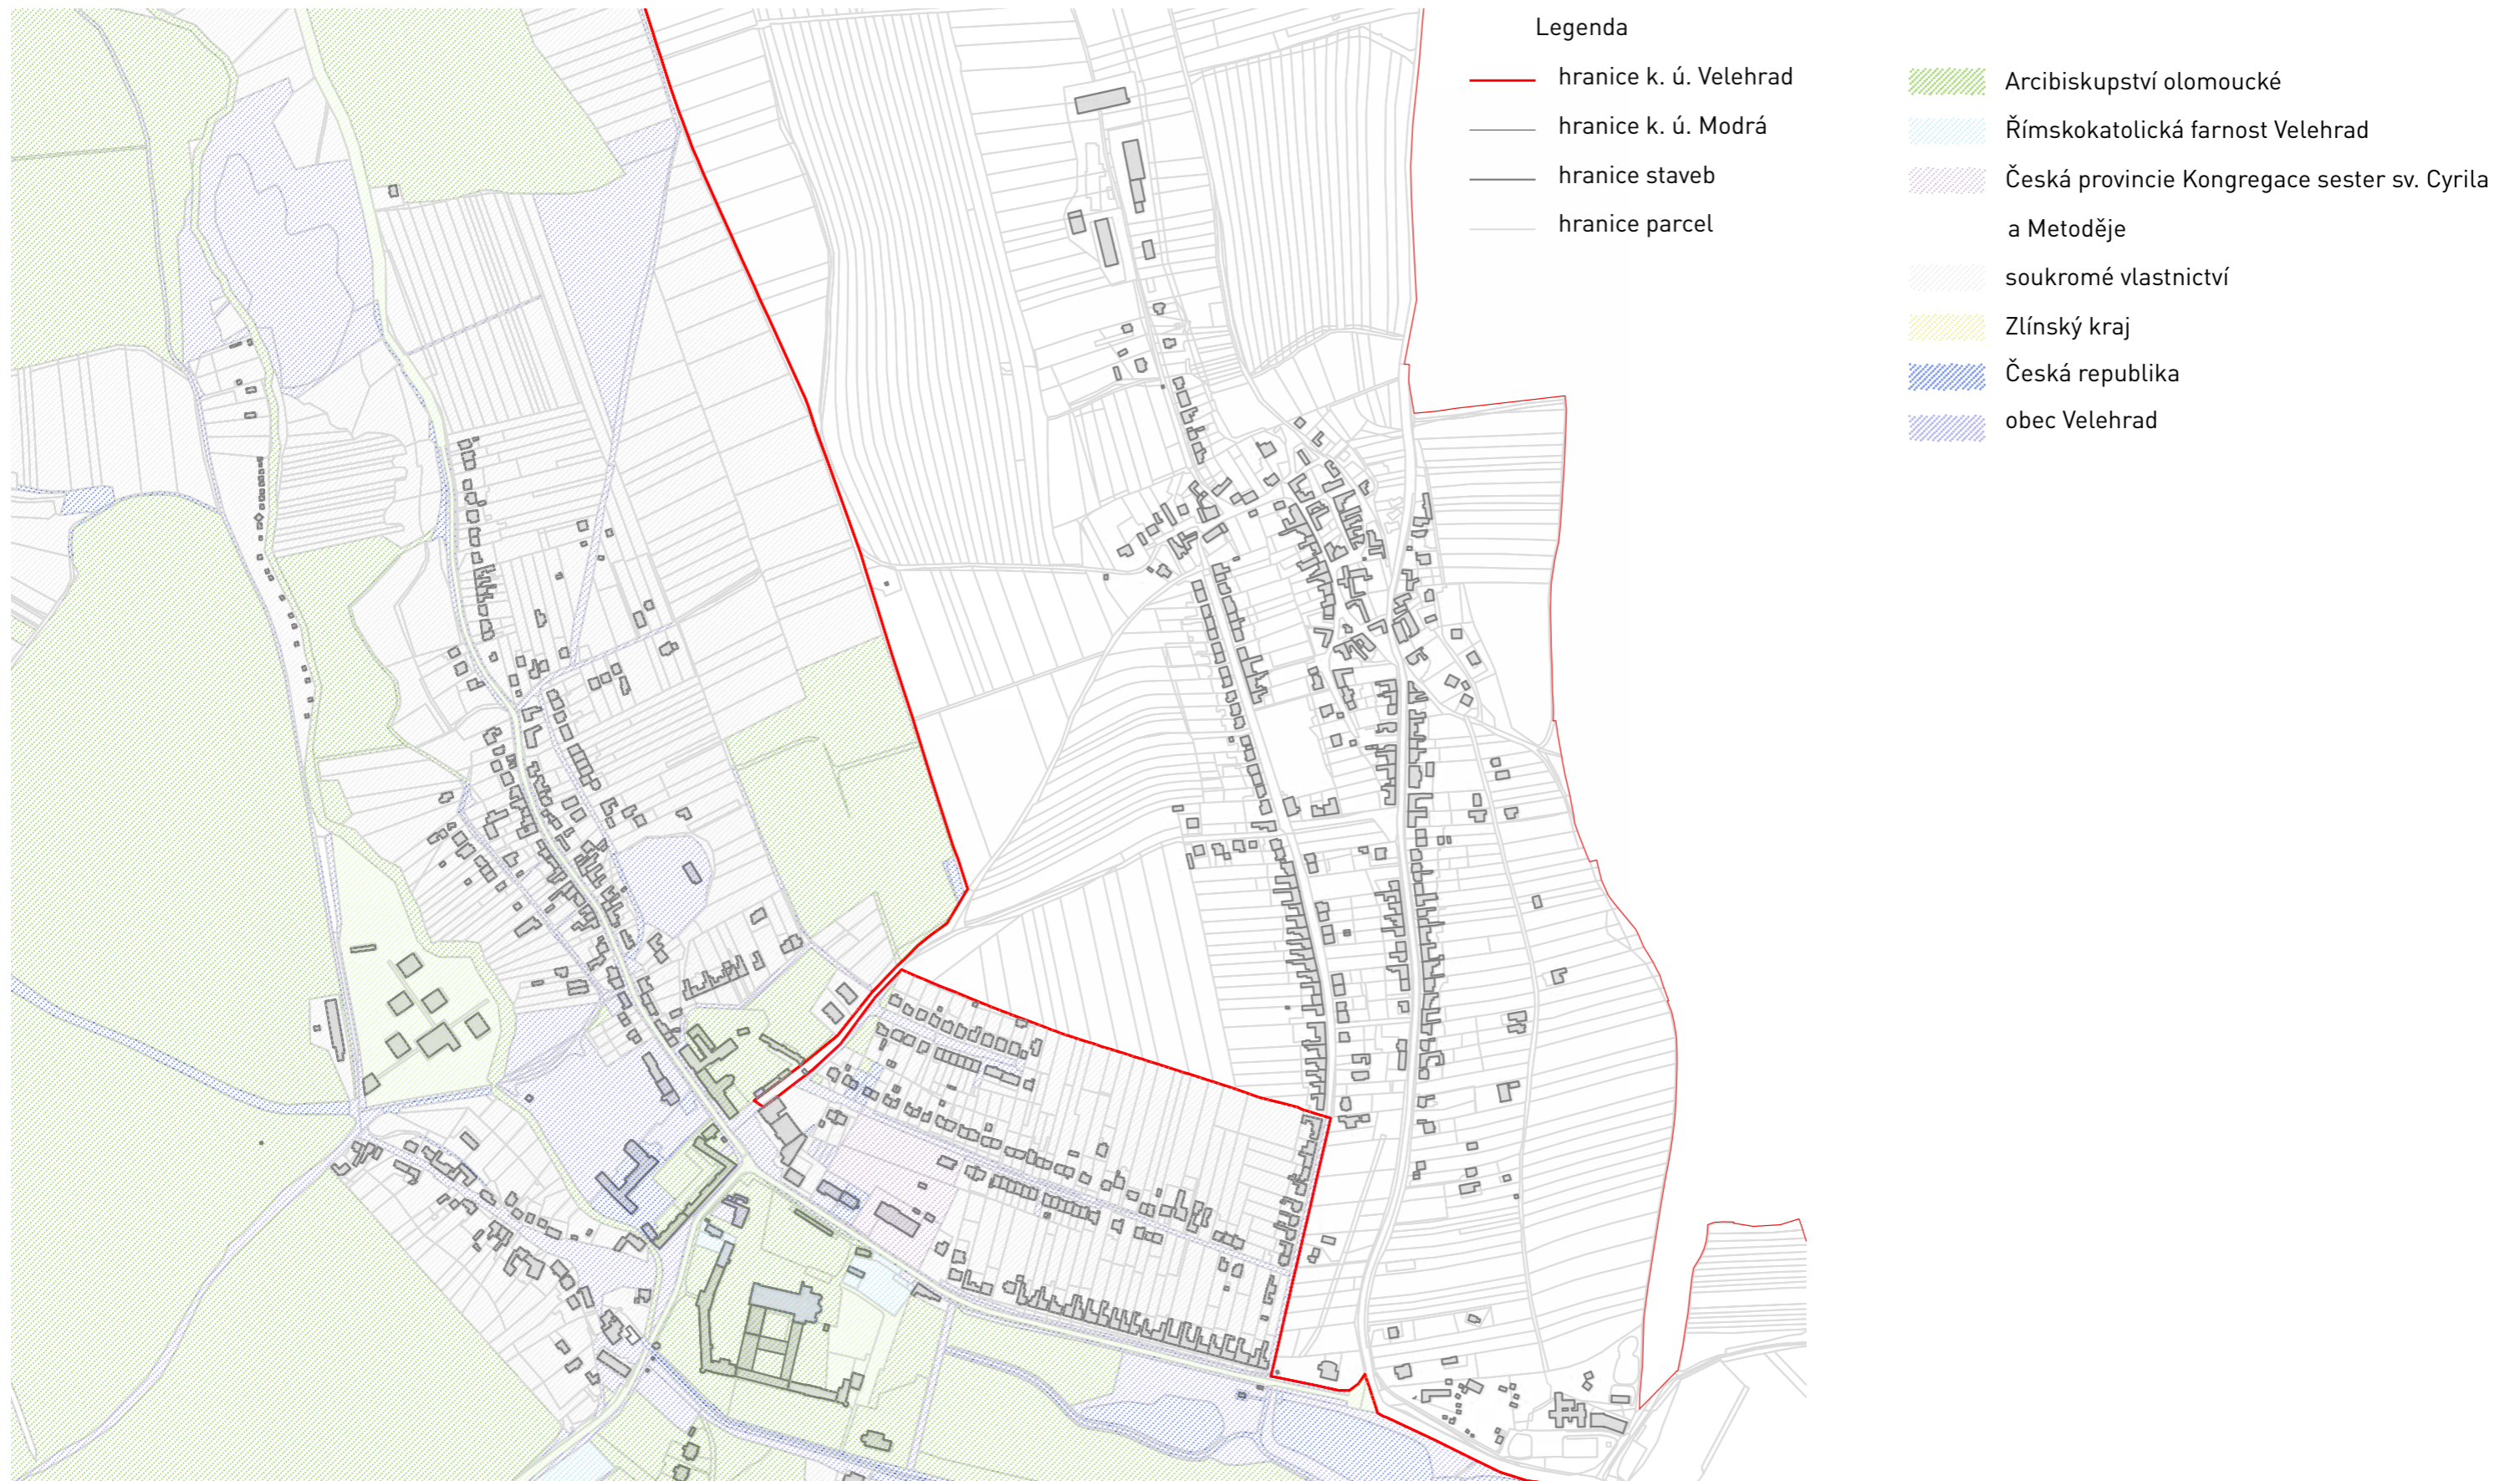 Legenda
hranice k. ú. Velehrad
hranice k. ú. Modrá
hranice staveb
hranice parcel
Arcibiskupství olomoucké
Římskokatolická farnost Velehrad
Česká provincie Kongregace sester sv. Cyrila
a Metoděje
soukromé vlastnictví
Zlínský kraj
Česká republika
obec Velehrad